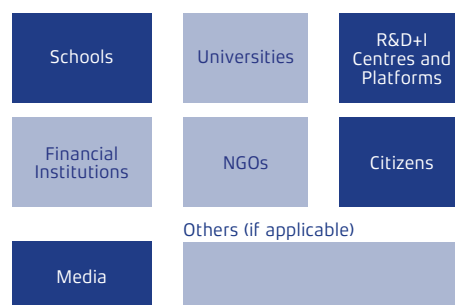 Schools
Universities
R&D+I
Centres and
Platforms
Financial
Institutions
NGOs
Citizens
Others (if applicable)
Media